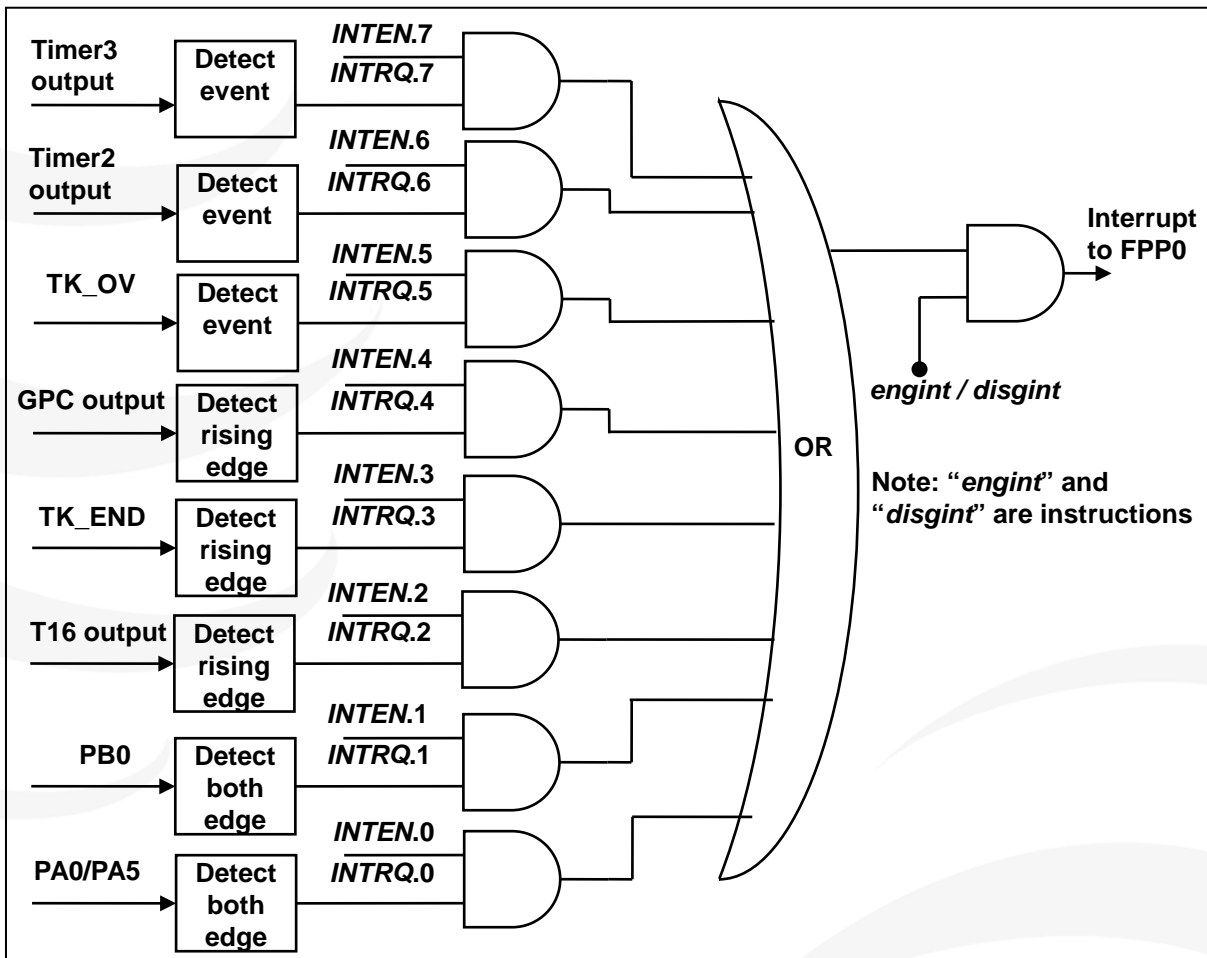 Timer3
output
Detect
event
INTEN.7
INTRQ.7
Timer2
output
Detect
event
INTEN.6
INTRQ.6
TK_OV
Detect
event
INTEN.5
INTRQ.5
GPC output
Detect
rising
edge
INTEN.4
INTRQ.4
TK_END
Detect
rising
edge
INTEN.3
INTRQ.3
T16 output
Detect
rising
edge
INTEN.2
INTRQ.2
PB0
Detect
both
edge
INTEN.1
INTRQ.1
PA0/PA5
Detect
both
edge
INTEN.0
INTRQ.0
OR
Interrupt
to FPP0
engint / disgint
Note: “engint” and
“disgint” are instructions